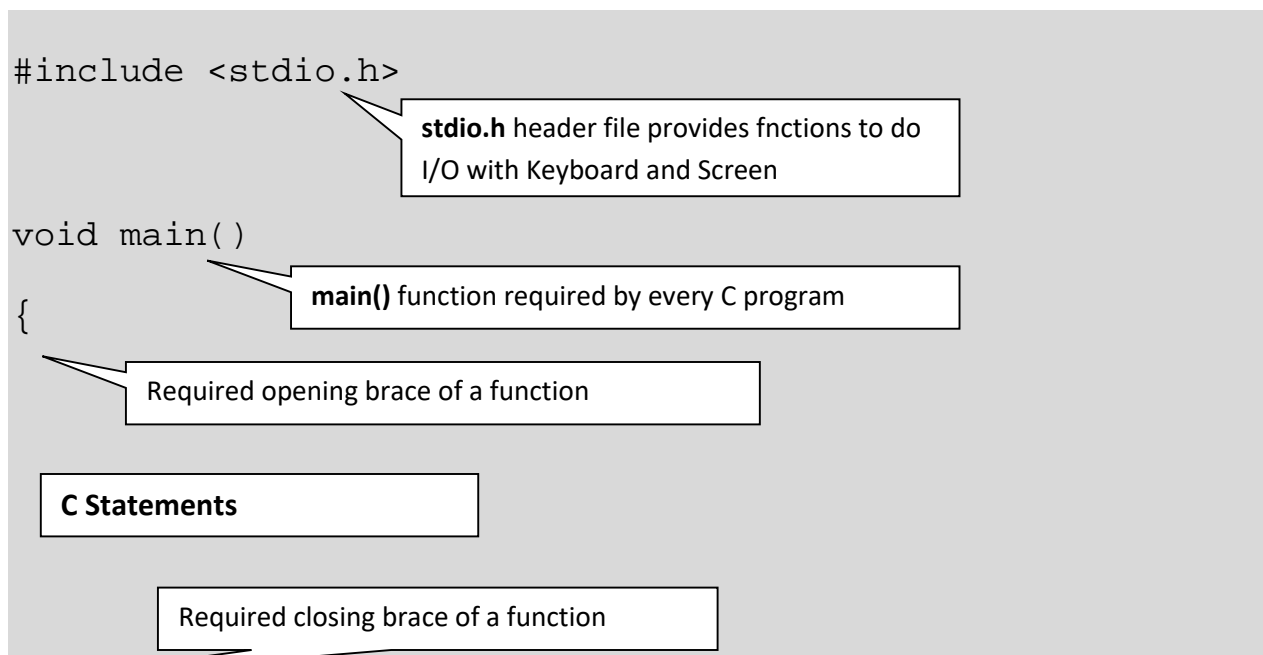 #include <stdio.h>
stdio.h header file provides fnctions to do
I/O with Keyboard and Screen
void main()
main() function required by every C program
{
Required opening brace of a function
C Statements
Required closing brace of a function